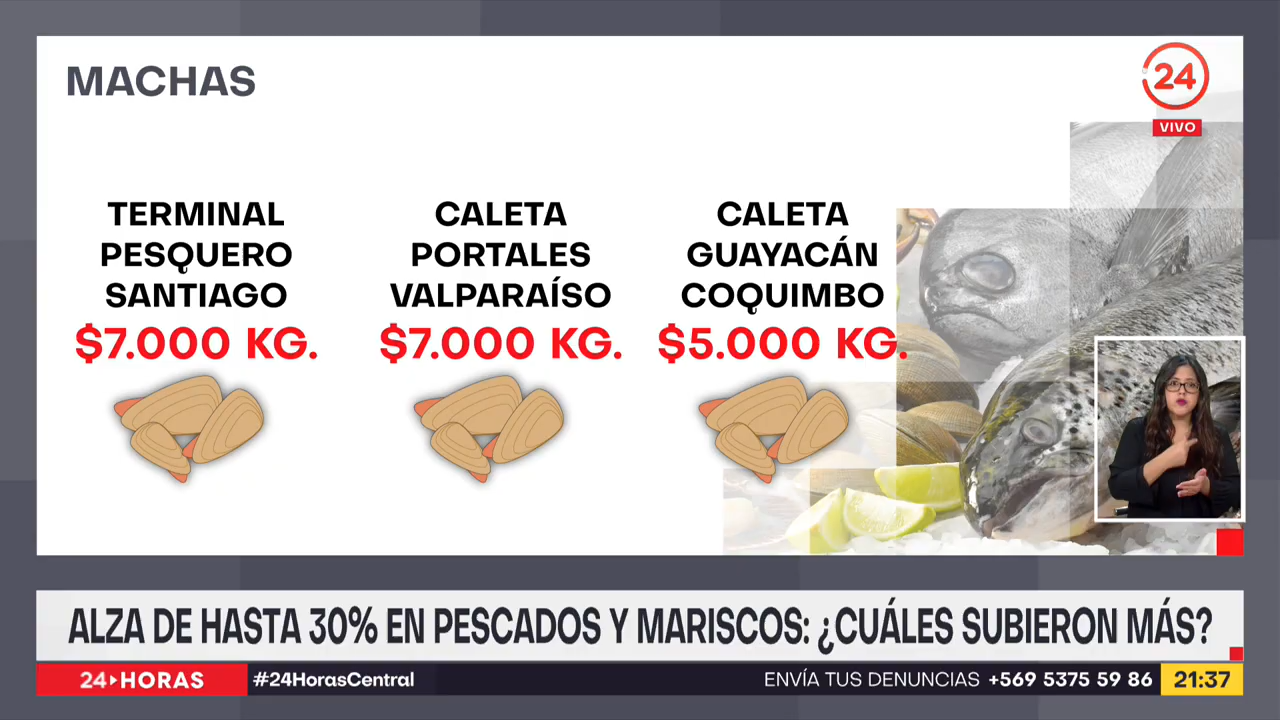 MACHAS
24
VIVO
TERMINAL
PESQUERO
SANTIAGO
$7.000 KG.
CALETA
PORTALES
VALPARAÍSO
$7.000 KG.
CALETA
GUAYACÁN
COQUIMBO
$5.000 KG.
ALZA DE HASTA 30% EN PESCADOS Y MARISCOS: ¿CUÁLES SUBIERON MÁS?
24 HORAS
#24HorasCentral
ENVÍA TUS DENUNCIAS +569 5375 59 86
21:37